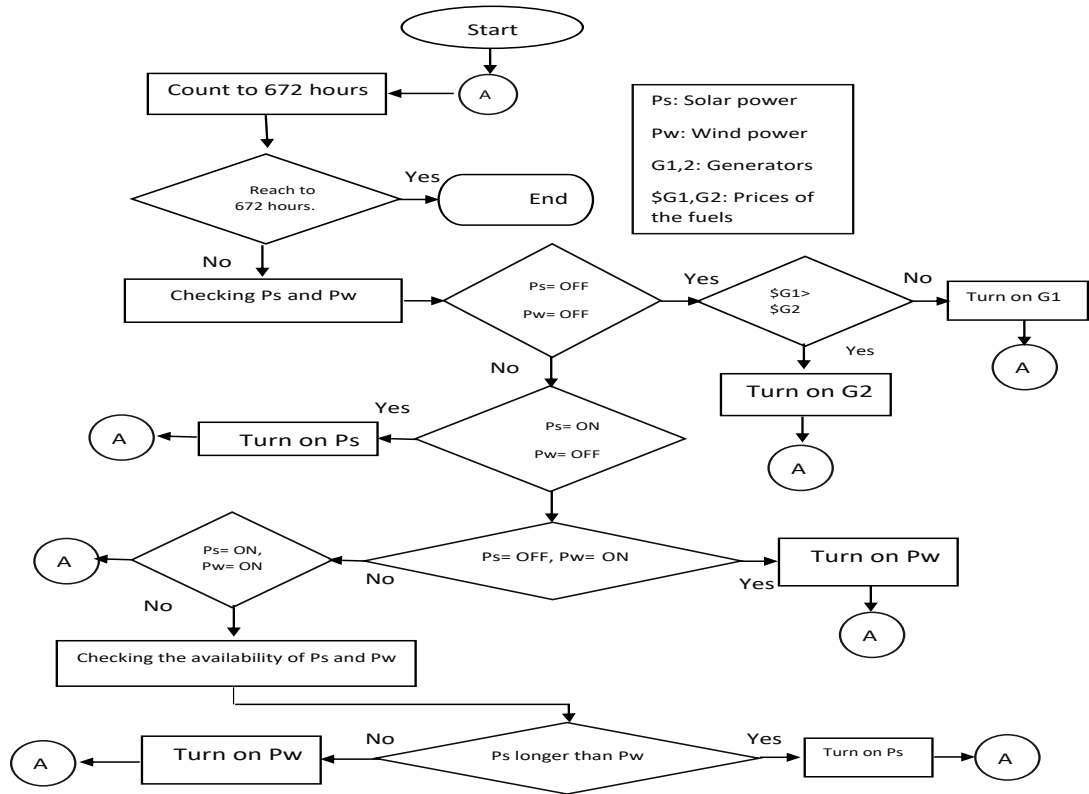 Start
A
Count to 672 hours
Ps: Solar power
Pw: Wind power
G1,2: Generators
$G1,G2: Prices of
the fuels
Reach to
672 hours.
Yes
End
No
Checking Ps and Pw
Ps= OFF
Pw= OFF
Yes
$G1>
$G2
No
Turn on G1
A
Yes
Turn on G2
A
No
Ps= ON
Pw= OFF
Yes
Turn on Ps
A
Ps= OFF, Pw= ON
Yes
Turn on Pw
A
No
Ps= ON,
Pw= ON
A
No
Checking the availability of Ps and Pw
Ps longer than Pw
No
Turn on Pw
A
Yes
Turn on Ps
A